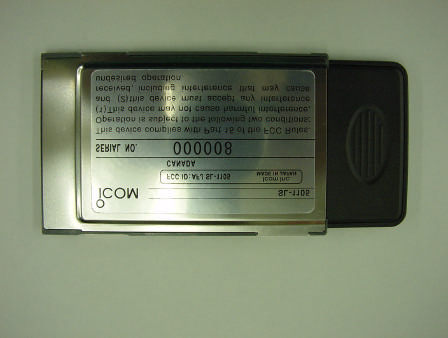 SL-1105
ICOM
FCC ID:AFJ SL-1105
Icom Inc.
MADE IN JAPAN
CANADA
SERIAL NO. 000008
This device complies with Part 15 of the FCC Rules.
Operation is subject to the following two conditions:
(1)This device may not cause harmful interference,
and (2)this device must accept any interference
received, including interference that may cause
undesired operation